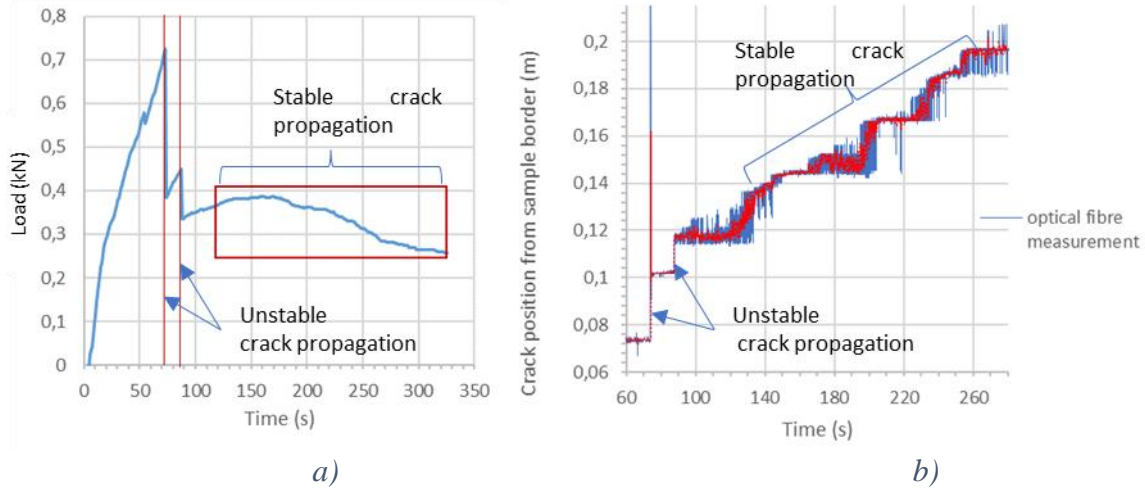 0,8
0,7
0,6
0,5
0,4
0,3
0,2
0,1
0
Load (kN)
Stable crack
propagation
Unstable
crack propagation
0 50 100 150 200 250 300 350
Time (s)
a)
0,2
0,18
0,16
0,14
0,12
0,1
0,08
0,06
Crack position from sample border (m)
Stable crack
propagation
Unstable
crack propagation
optical fibre
measurement
60 100 140 180 220 260
Time (s)
b)